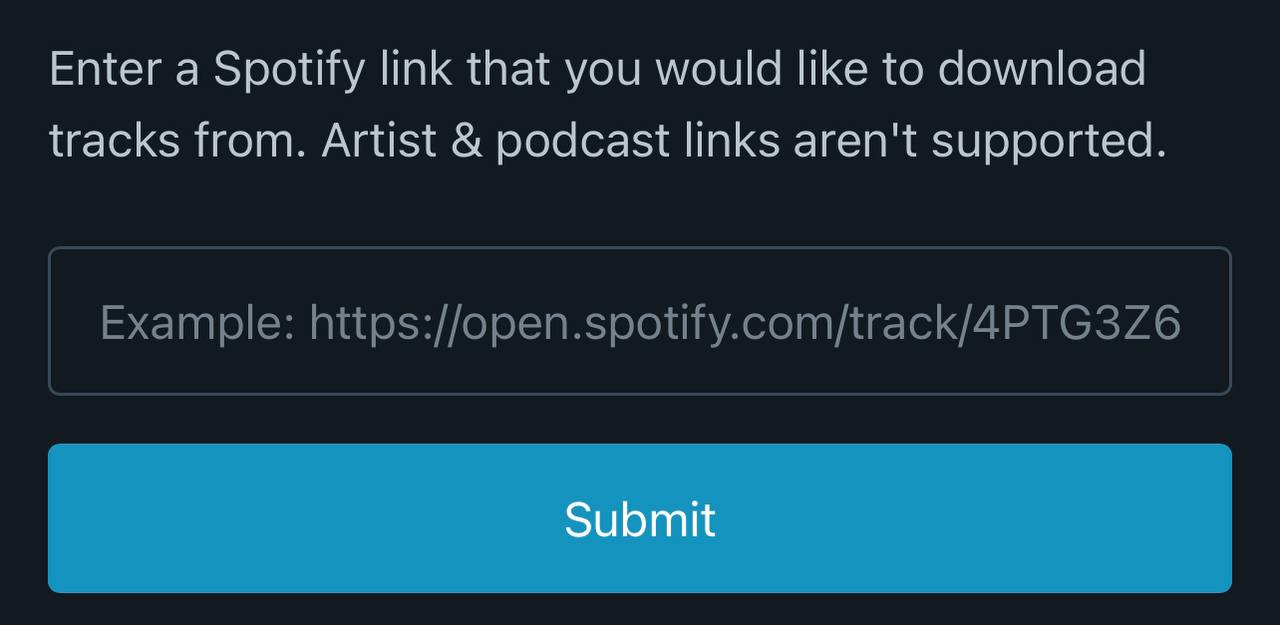 Enter a Spotify link that you would like to download
tracks from. Artist & podcast links aren't supported.
Example: https://open.spotify.com/track/4PTG3Z6
Submit